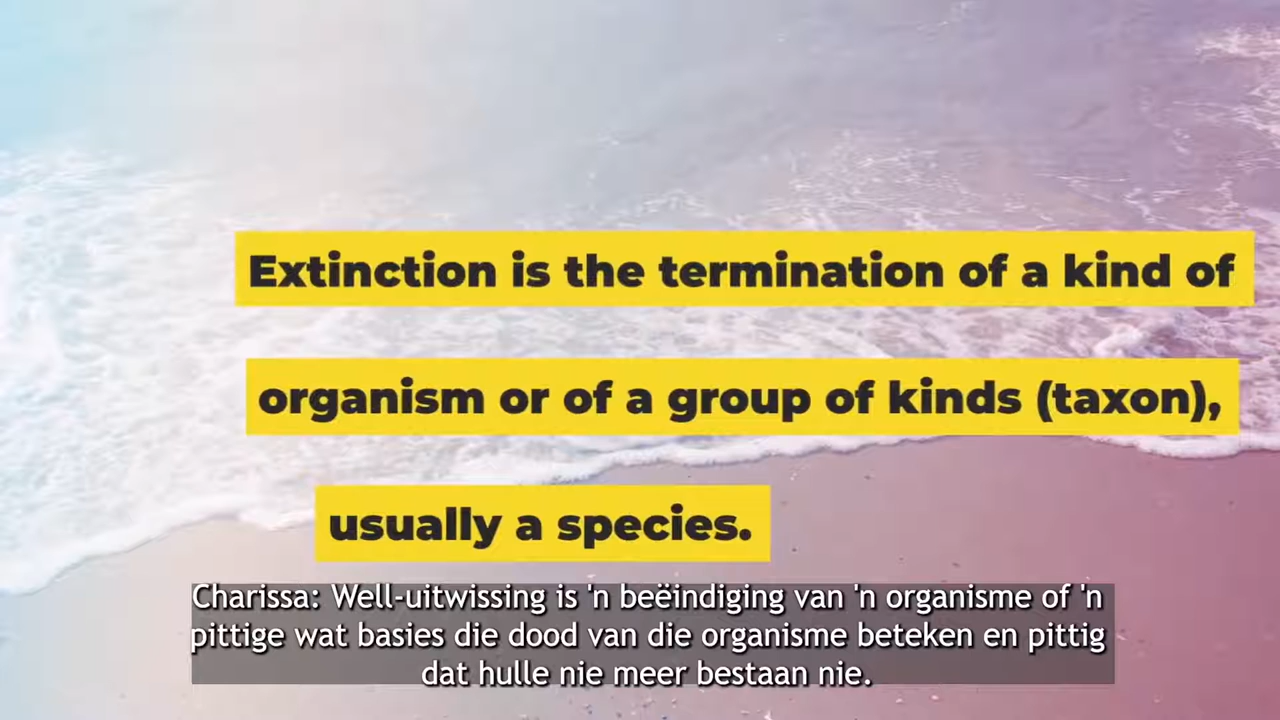 Extinction is the termination of a kind of
organism or of a group of kinds (taxon),
usually a species.
Charissa: Well-uitwissing is 'n beëindiging van 'n organisme of 'n
pittige wat basies die dood van die organisme beteken en pittig
dat hulle nie meer bestaan nie.